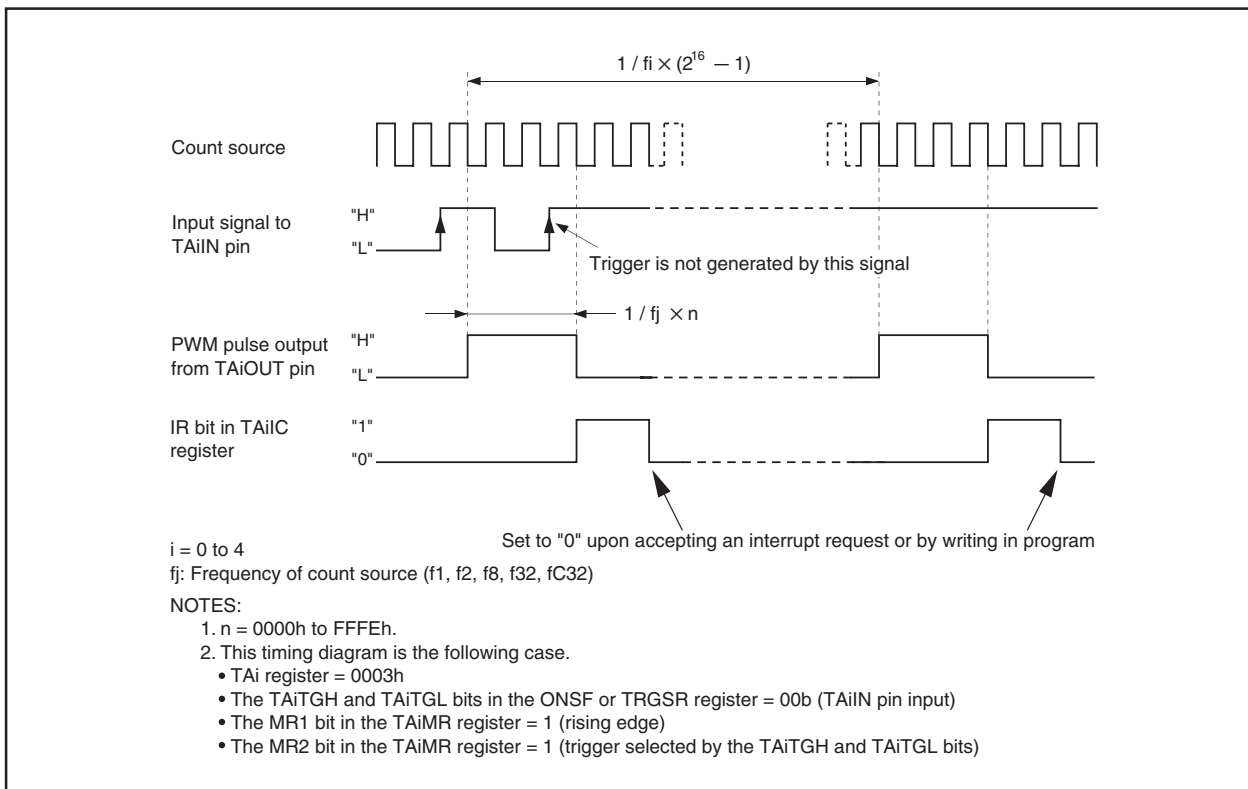 1 / fi × (2^16 – 1)
Count source
Input signal to
TAiIN pin
"H"
"L"
Trigger is not generated by this signal
1 / fj × n
PWM pulse output
from TAiOUT pin
"H"
"L"
IR bit in TAiIC
register
"1"
"0"
Set to "0" upon accepting an interrupt request or by writing in program
i = 0 to 4
fj: Frequency of count source (f1, f2, f8, f32, fC32)
NOTES:
1. n = 0000h to FFFEh.
2. This timing diagram is the following case.
• TAi register = 0003h
• The TAiTGH and TAiTGL bits in the ONSF or TRGSR register = 00b (TAiIN pin input)
• The MR1 bit in the TAiMR register = 1 (rising edge)
• The MR2 bit in the TAiMR register = 1 (trigger selected by the TAiTGH and TAiTGL bits)